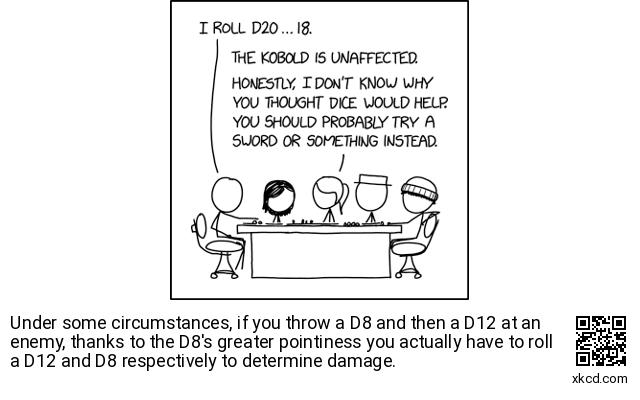 I ROLL D20...18.
THE KOBOLD IS UNAFFECTED.
HONESTLY, I DON'T KNOW WHY
YOU THOUGHT DICE WOULD HELP.
YOU SHOULD PROBABLY TRY A
SWORD OR SOMETHING INSTEAD.
Under some circumstances, if you throw a D8 and then a D12 at an
enemy, thanks to the D8's greater pointiness you actually have to roll
a D12 and D8 respectively to determine damage.
xkcd.com